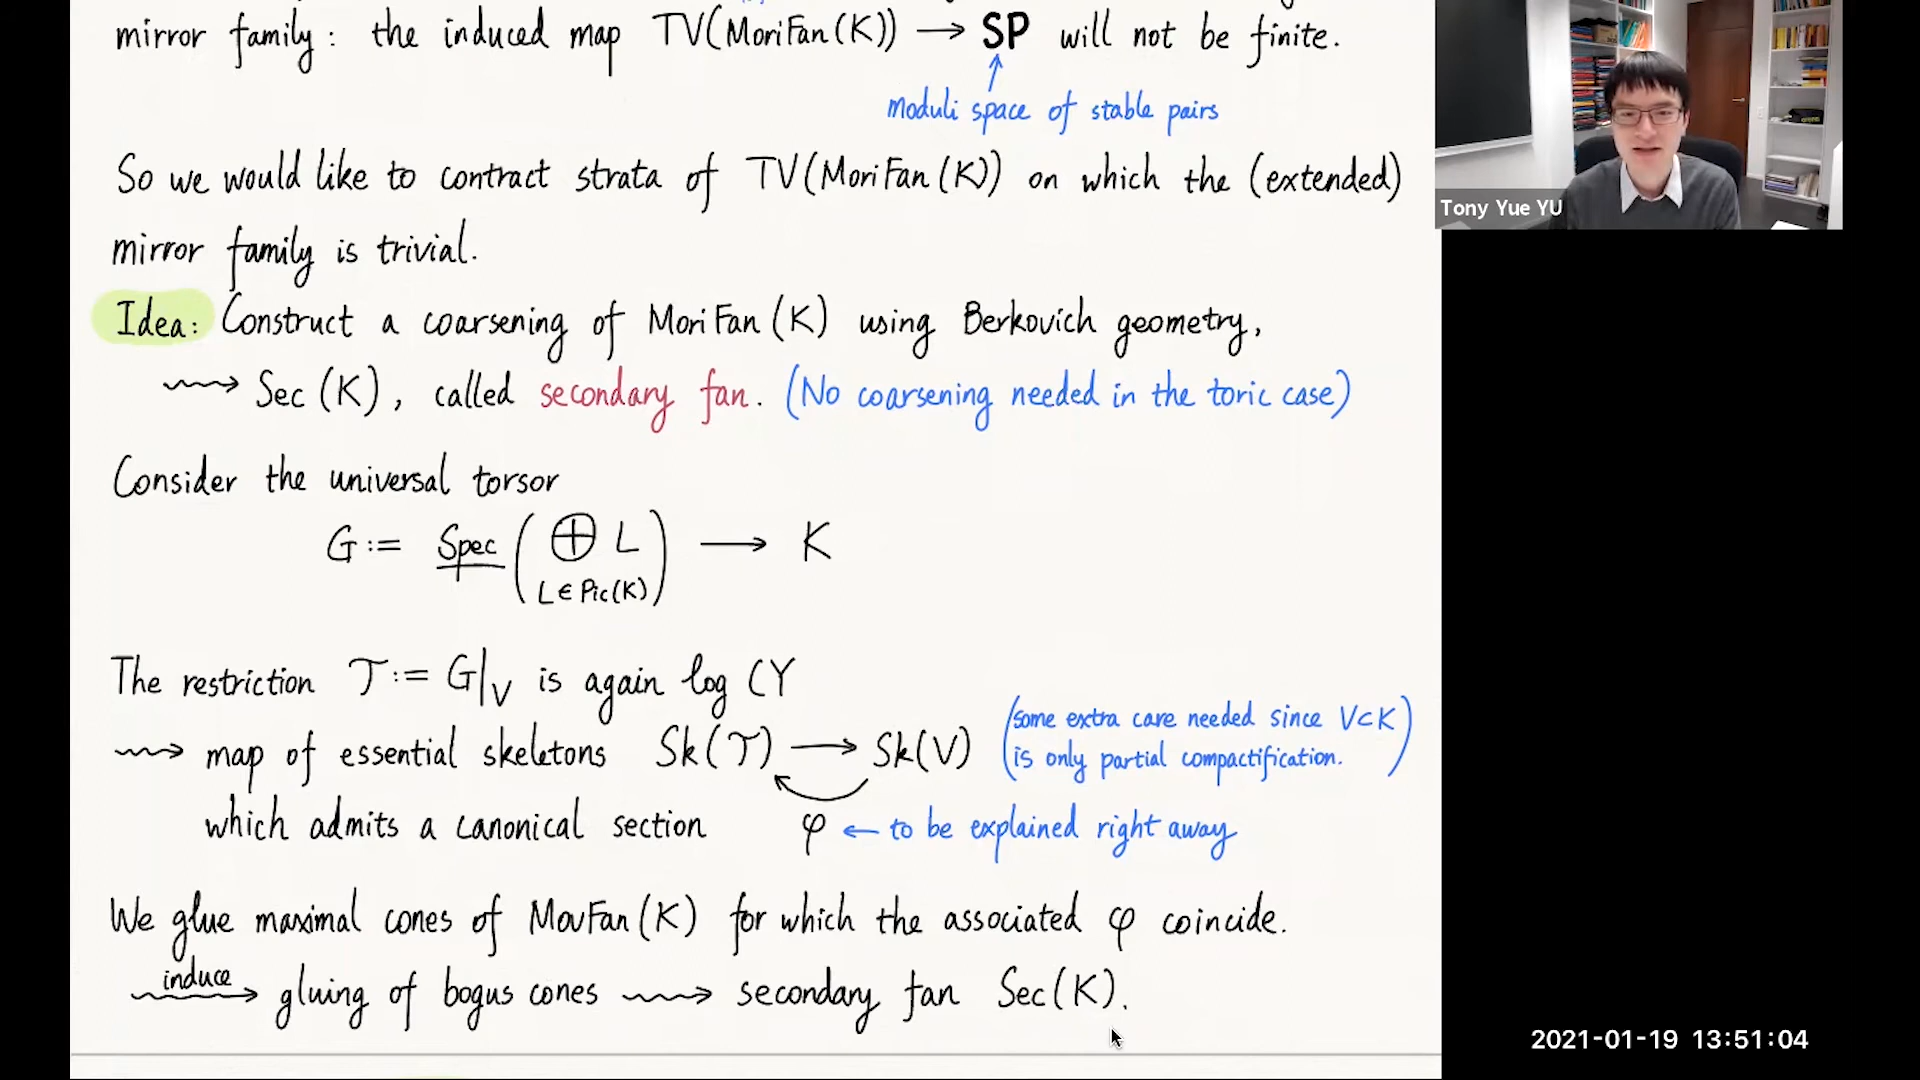 mirror family: the induced map TV(MoriFan(K)) → SP will not be finite.
moduli space of stable pairs
So we would like to contract strata of TV(MoriFan(K)) on which the (extended)
mirror family is trivial.
Idea: Construct a coarsening of MoriFan(K) using Berkovich geometry,
⇝ Sec(K), called secondary fan. (No coarsening needed in the toric case)
Consider the universal torsor
G := Spec ( ⊕ L ) → K
L ∈ Pic(K)
The restriction 𝒯 := G|_V is again log CY
⇝ map of essential skeletons Sk(𝒯) → Sk(V) (some extra care needed since V⊂K
is only partial compactification.)
which admits a canonical section φ ← to be explained right away
We glue maximal cones of MovFan(K) for which the associated φ coincide.
induce
⇝ gluing of bogus cones ⇝ secondary fan Sec(K).
Tony Yue YU
2021-01-19 13:51:04